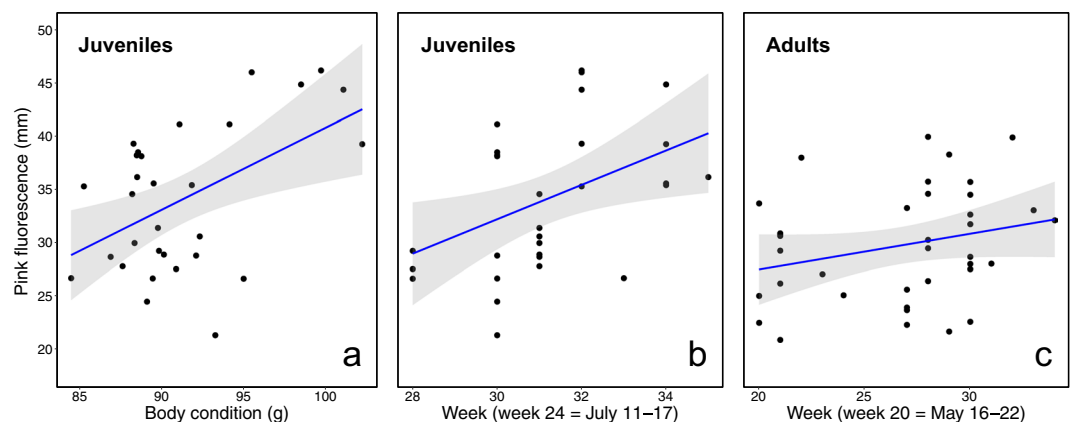 Pink fluorescence (mm)
50
45
40
35
30
25
20
Juveniles
a
85 90 95 100
Body condition (g)
Juveniles
b
28 30 32 34
Week (week 24 = July 11–17)
Adults
c
20 25 30
Week (week 20 = May 16–22)